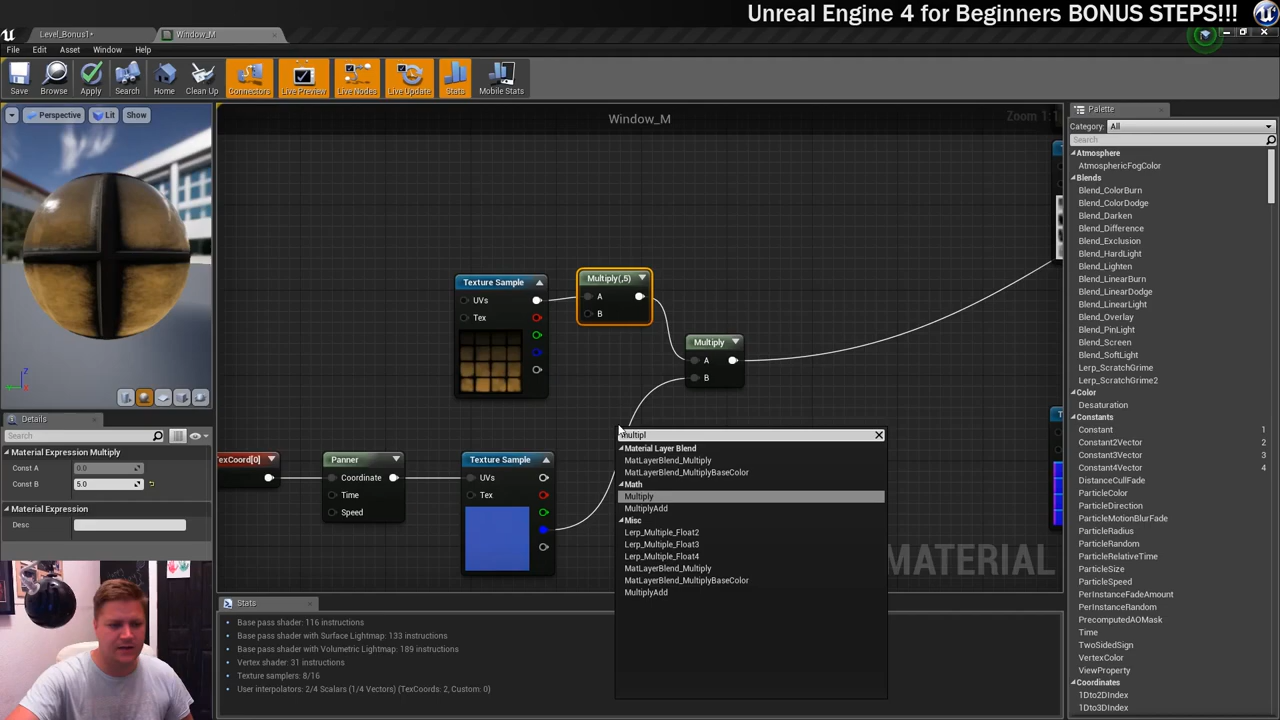 Unreal Engine 4 for Beginners BONUS STEPS!!!
Level_Bonus1*
Window_M
File Edit Asset Window Help
Save Browse Apply Search Home Clean Up Connectors Live Preview Live Nodes Live Update Stats Mobile Stats
Perspective Lit Show
Window_M
Zoom 1:1
Palette
Category: All
Search
Atmosphere
AtmosphericFogColor
Blends
Blend_ColorBurn
Blend_ColorDodge
Blend_Darken
Blend_Difference
Blend_Exclusion
Blend_HardLight
Blend_Lighten
Blend_LinearBurn
Blend_LinearDodge
Blend_LinearLight
Blend_Overlay
Blend_PinLight
Blend_Screen
Blend_SoftLight
Lerp_ScratchGrime
Lerp_ScratchGrime2
Color
Desaturation
Constants
Constant 1
Constant2Vector 2
Constant3Vector 3
Constant4Vector 4
DistanceCullFade
ParticleColor
ParticleDirection
ParticleMotionBlurFade
ParticleRadius
ParticleRandom
ParticleRelativeTime
ParticleSize
ParticleSpeed
PerInstanceFadeAmount
PerInstanceRandom
PrecomputedAOMask
Time
TwoSidedSign
VertexColor
ViewProperty
Coordinates
1Dto2DIndex
1Dto3DIndex
Texture Sample
UVs
Tex
Multiply(,5)
A
B
Multiply
A
B
TexCoord[0]
Panner
Coordinate
Time
Speed
Texture Sample
UVs
Tex
multipl
Material Layer Blend
MatLayerBlend_Multiply
MatLayerBlend_MultiplyBaseColor
Math
Multiply
MultiplyAdd
Misc
Lerp_Multiple_Float2
Lerp_Multiple_Float3
Lerp_Multiple_Float4
MatLayerBlend_Multiply
MatLayerBlend_MultiplyBaseColor
MultiplyAdd
MATERIAL
Details
Search
Material Expression Multiply
Const A 0.0
Const B 5.0
Material Expression
Desc
Stats
Base pass shader: 116 instructions
Base pass shader with Surface Lightmap: 133 instructions
Base pass shader with Volumetric Lightmap: 189 instructions
Vertex shader: 31 instructions
Texture samplers: 8/16
User interpolators: 2/4 Scalars (1/4 Vectors) (TexCoords: 2, Custom: 0)